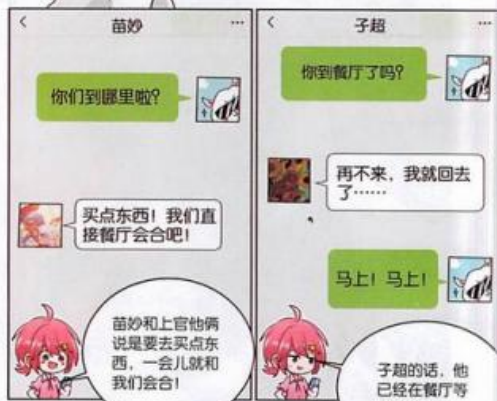 苗妙
你们到哪里啦？
买点东西！我们直
接餐厅会合吧！
苗妙和上官他俩
说是要去买点东
西，一会儿就和
我们会合！
子超
你到餐厅了吗？
再不来，我就回去
了……
马上！马上！
子超的话，他
已经在餐厅等